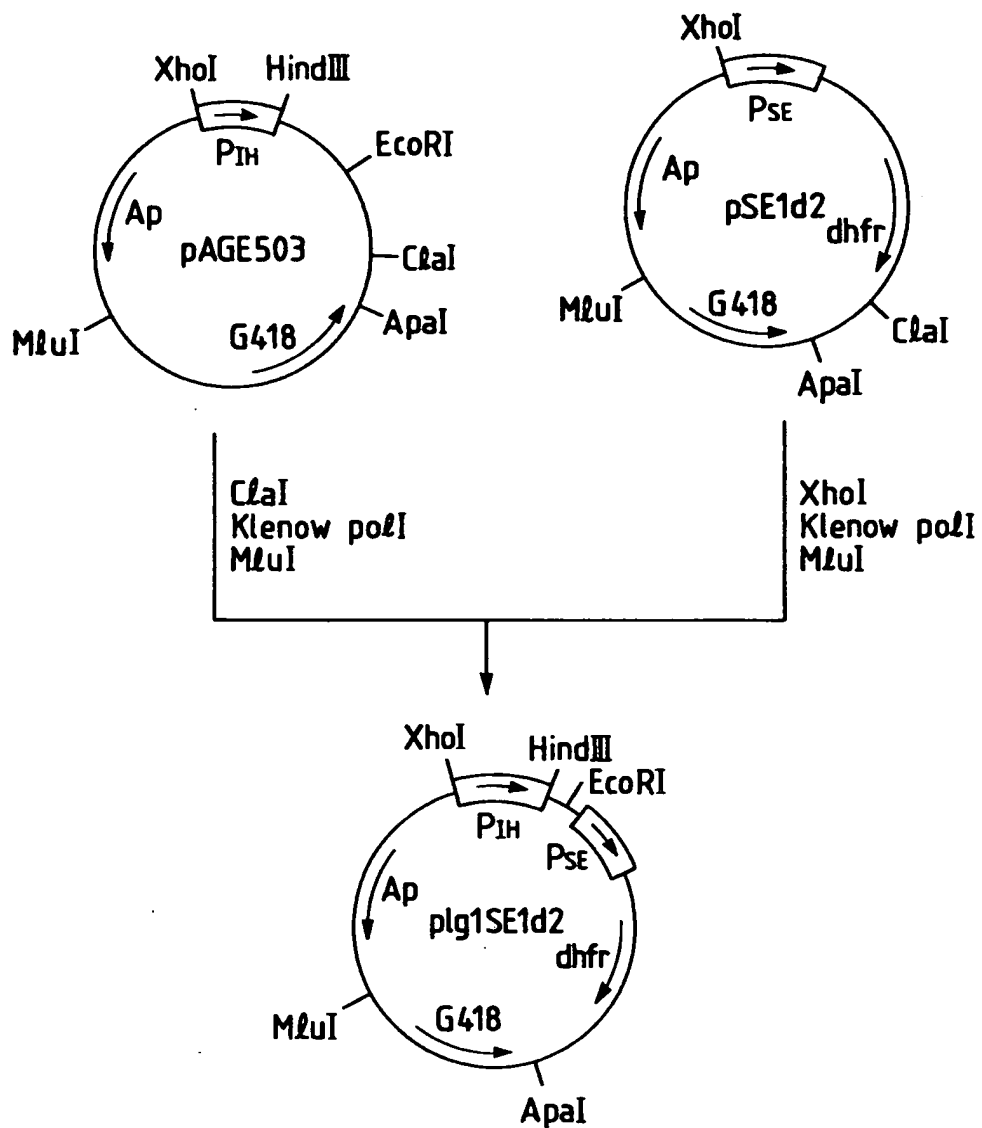 XhoI
HindIII
PIH
EcoRI
Ap
pAGE503
ClaI
ApaI
G418
MluI
XhoI
PSE
Ap
pSE1d2
dhfr
MluI
G418
ClaI
ApaI
ClaI
Klenow polI
MluI
XhoI
Klenow polI
MluI
XhoI
HindIII
EcoRI
PIH
PSE
Ap
pIg1SE1d2
dhfr
MluI
G418
ApaI